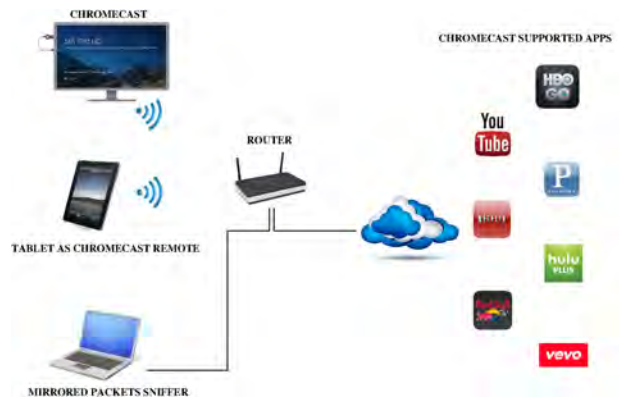 CHROMECAST
CHROMECAST SUPPORTED APPS
HBO
GO
You
Tube
ROUTER
P
TABLET AS CHROMECAST REMOTE
hulu
PLUS
vevo
MIRRORED PACKETS SNIFFER